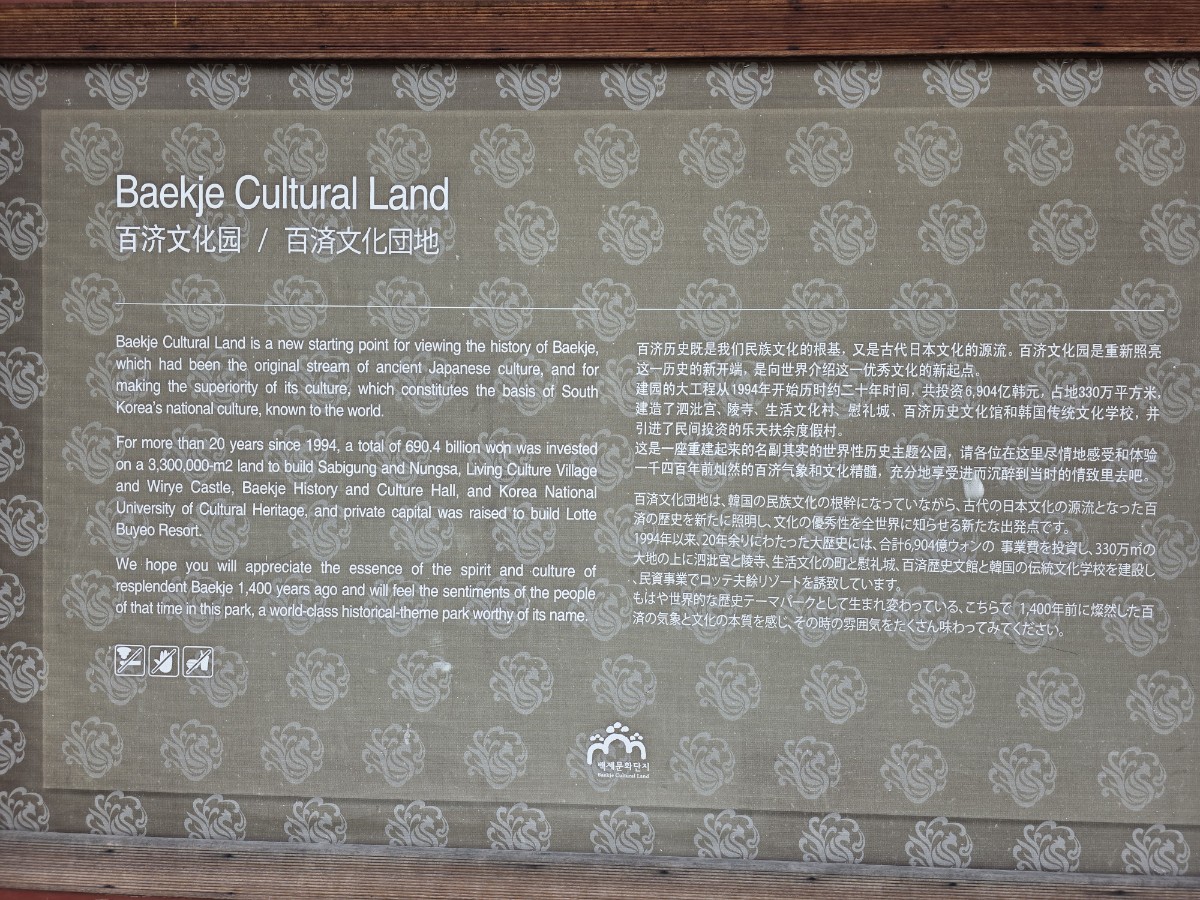 Baekje Cultural Land
百济文化园 / 百済文化団地
Baekje Cultural Land is a new starting point for viewing the history of Baekje,
which had been the original stream of ancient Japanese culture, and for
making the superiority of its culture, which constitutes the basis of South
Korea's national culture, known to the world.
For more than 20 years since 1994, a total of 690.4 billion won was invested
on a 3,300,000-m2 land to build Sabigung and Nungsa, Living Culture Village
and Wirye Castle, Baekje History and Culture Hall, and Korea National
University of Cultural Heritage, and private capital was raised to build Lotte
Buyeo Resort.
We hope you will appreciate the essence of the spirit and culture of
resplendent Baekje 1,400 years ago and will feel the sentiments of the people
of that time in this park, a world-class historical-theme park worthy of its name.
百济历史既是我们民族文化的根基, 又是古代日本文化的源流。百济文化园是重新照亮
这一历史的新开端, 是向世界介绍这一优秀文化的新起点。
建园的大工程从1994年开始历时约二十年时间, 共投资6,904亿韩元, 占地330万平方米,
建造了泗沘宫、陵寺、生活文化村、慰礼城、百济历史文化馆和韩国传统文化学校, 并
引进了民间投资的乐天扶余度假村。
这是一座重建起来的名副其实的世界性历史主题公园, 请各位在这里尽情地感受和体验
一千四百年前灿然的百济气象和文化精髓, 充分地享受进而沉醉到当时的情致里去吧。
百済文化団地は、韓国の民族文化の根幹になっていながら、古代の日本文化の源流となった百
済の歴史を新たに照明し、文化の優秀性を全世界に知らせる新たな出発点です。
1994年以来、20年余りにわたった大歴史には、合計6,904億ウォンの 事業費を投資し、330万㎡の
大地の上に泗沘宮と陵寺、生活文化の町と慰礼城、百済歴史文館と韓国の伝統文化学校を建設し
、民資事業でロッテ夫餘リゾートを誘致しています。
もはや世界的な歴史テーマパークとして生まれ変わっている、こちらで 1,400年前に燦然した百
済の気象と文化の本質を感じ、その時の雰囲気をたくさん味わってみてください。
백제문화단지
Baekje Cultural Land